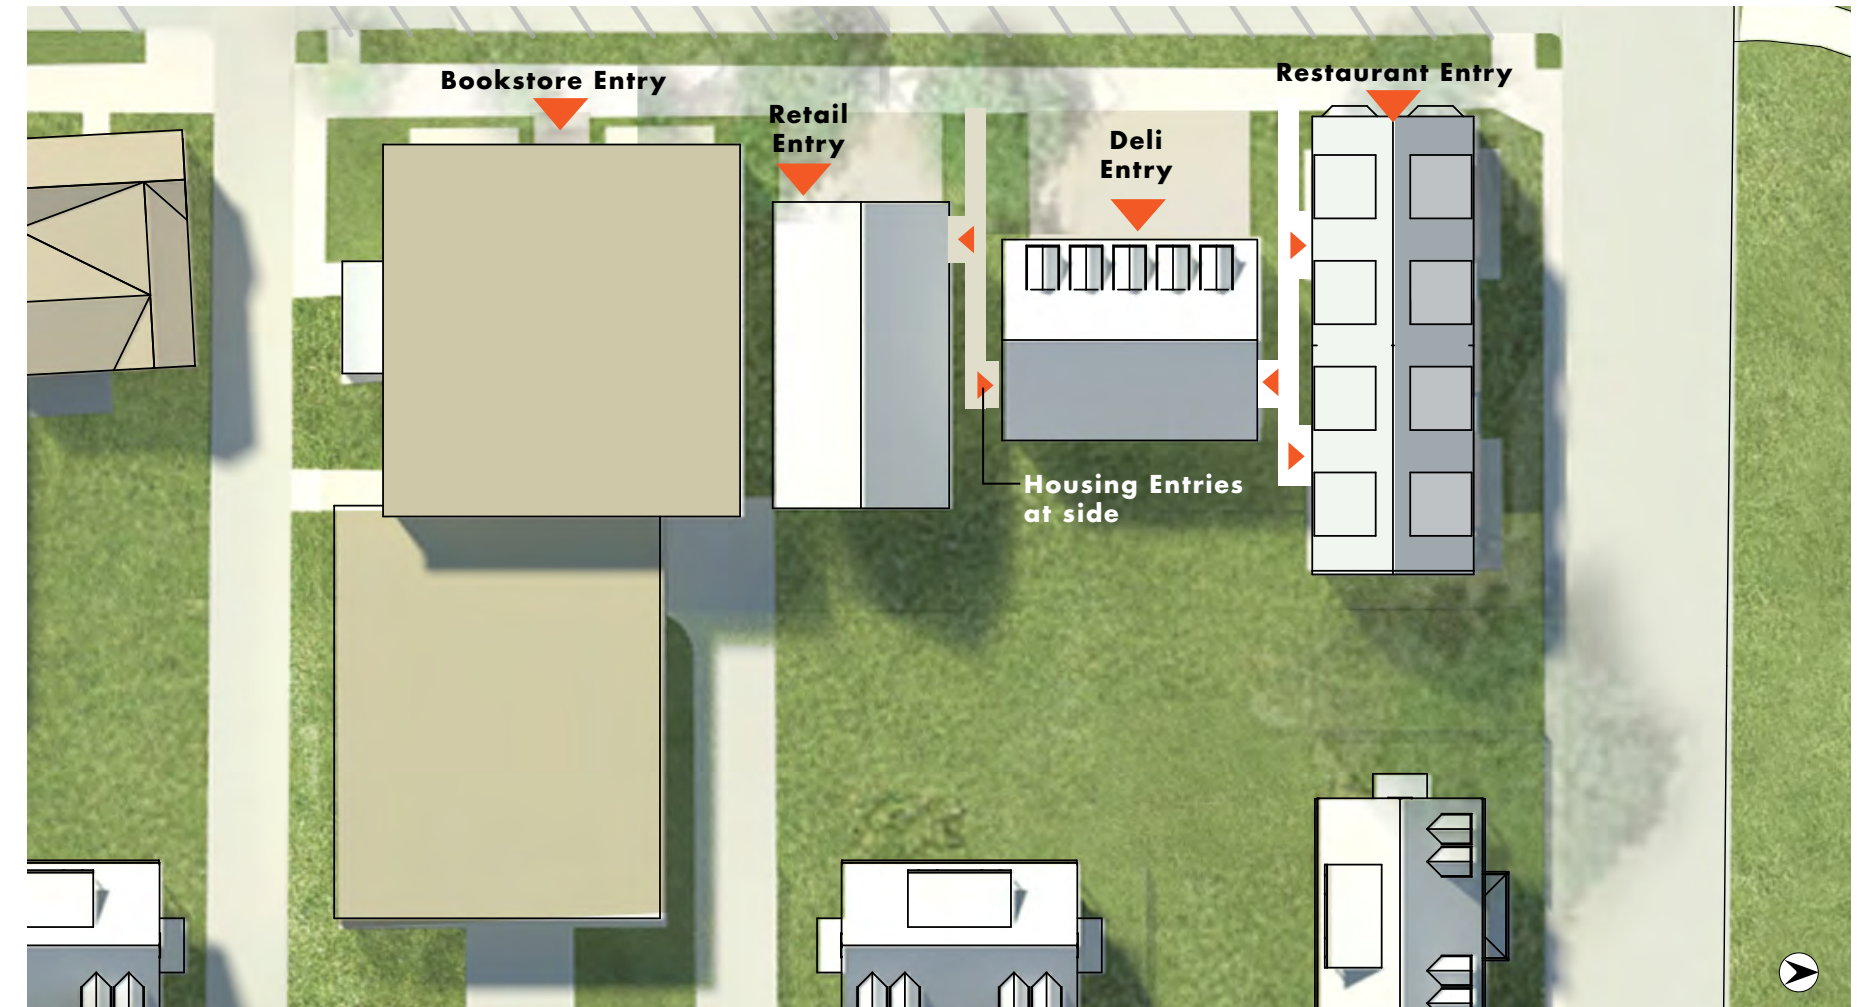 Bookstore Entry
Retail
Entry
Deli
Entry
Restaurant Entry
Housing Entries
at side